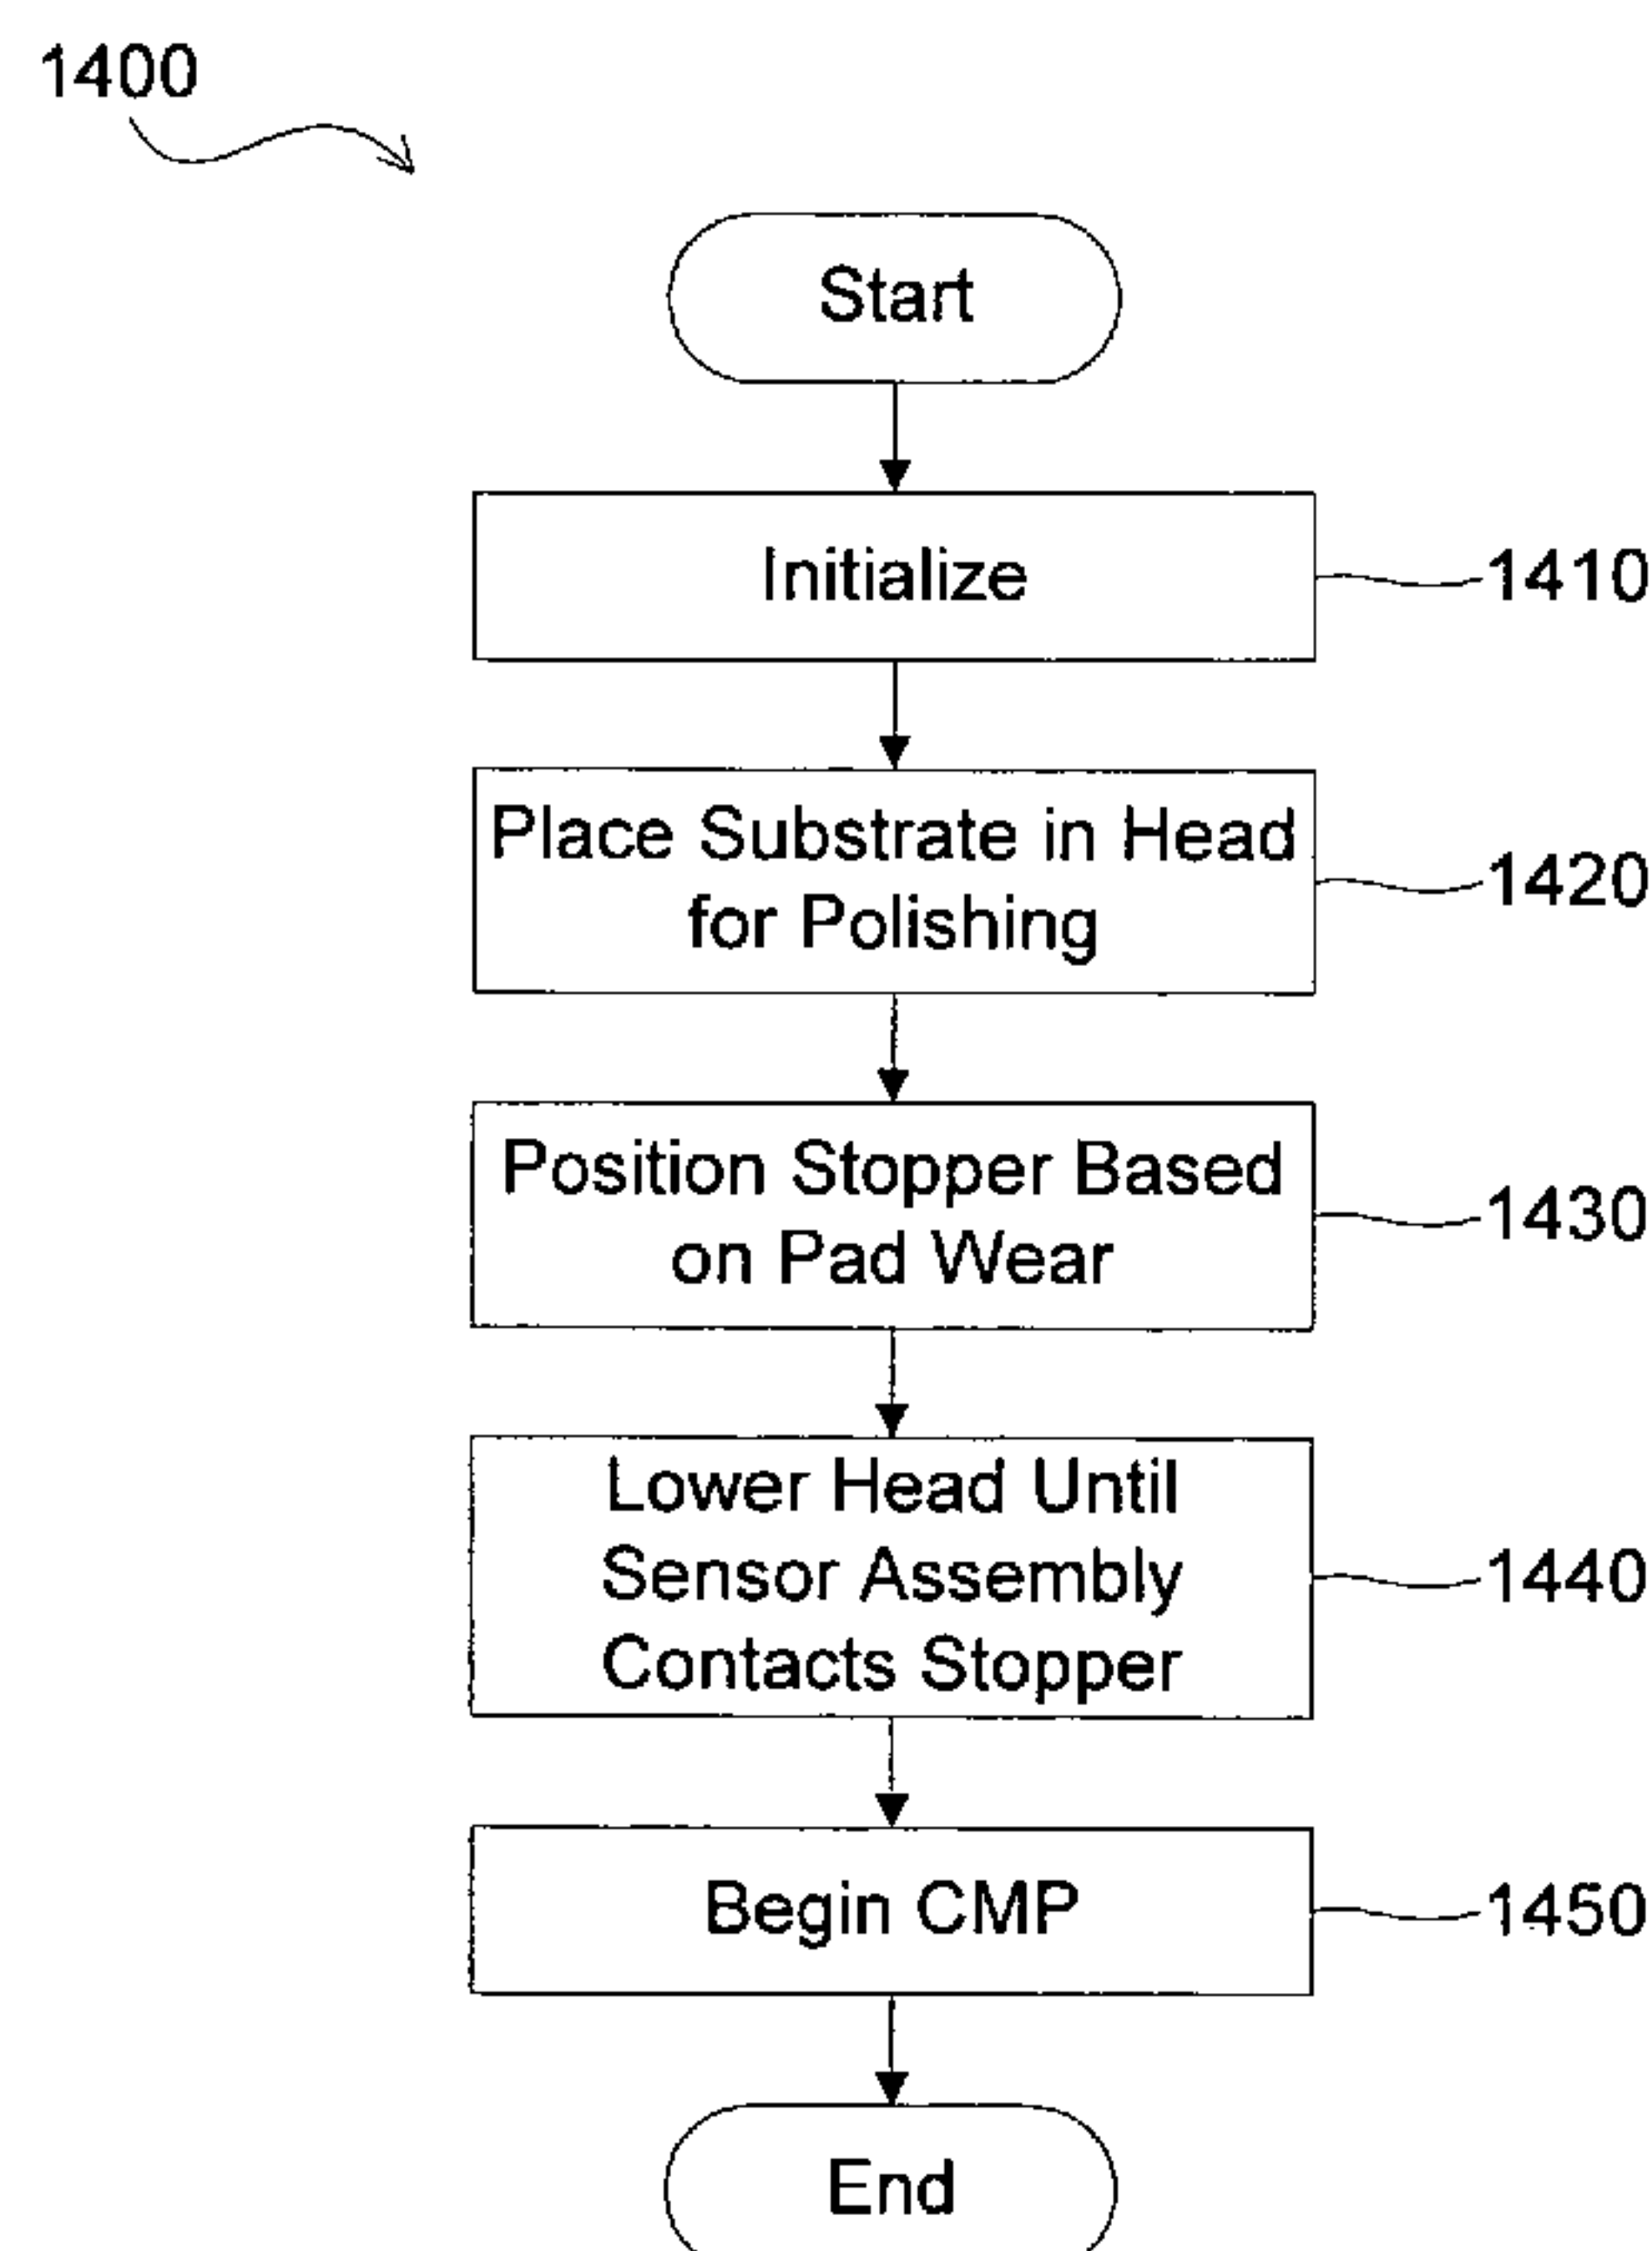 1400
Start
Initialize
1410
Place Substrate in Head
for Polishing
1420
Position Stopper Based
on Pad Wear
1430
Lower Head Until
Sensor Assembly
Contacts Stopper
1440
Begin CMP
1450
End